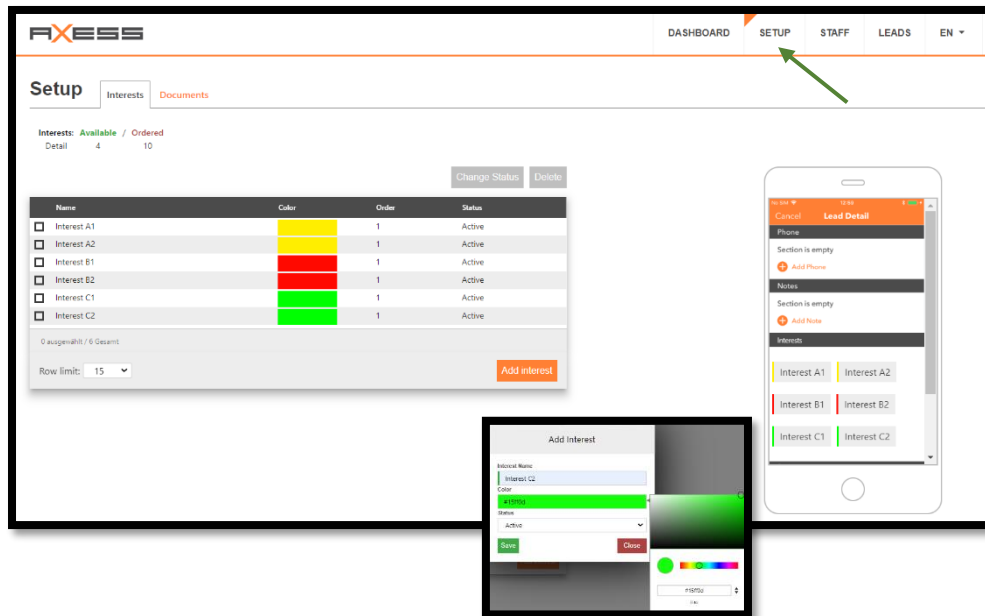 AXESS
DASHBOARD SETUP STAFF LEADS EN
Setup Interests Documents
Interests: Available / Ordered
Detail 4 10
Change Status Delete
Name Color Order Status
Interest A1 1 Active
Interest A2 1 Active
Interest B1 1 Active
Interest B2 1 Active
Interest C1 1 Active
Interest C2 1 Active
0 ausgewählt / 6 Gesamt
Row limit: 15
Add interest
No SIM
Cancel Lead Detail
Phone
Section is empty
Add Phone
Notes
Section is empty
Add Note
Interests
Interest A1 Interest A2
Interest B1 Interest B2
Interest C1 Interest C2
Add Interest
Interest Name
Interest C2
Color
Status
Active
Save Close